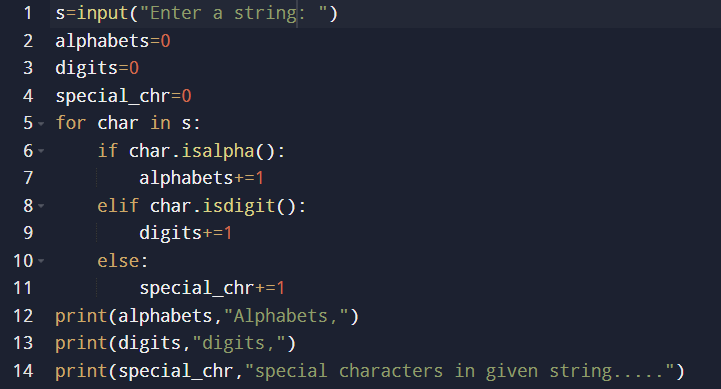 1 s=input("Enter a string: ")
2 alphabets=0
3 digits=0
4 special_chr=0
5 for char in s:
6     if char.isalpha():
7         alphabets+=1
8     elif char.isdigit():
9         digits+=1
10     else:
11         special_chr+=1
12 print(alphabets,"Alphabets,")
13 print(digits,"digits,")
14 print(special_chr,"special characters in given string.....")